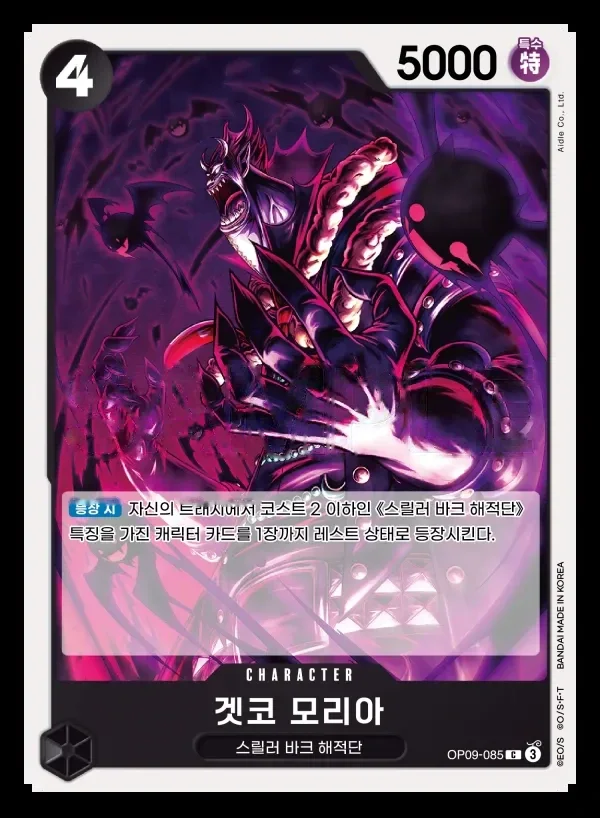 4
5000
특수
特
Aidle Co., Ltd.
등장 시 자신의 트래시에서 코스트 2 이하인 《스릴러 바크 해적단》
특징을 가진 캐릭터 카드를 1장까지 레스트 상태로 등장시킨다.
CHARACTER
겟코 모리아
스릴러 바크 해적단
OP09-085 C 3
©EO/S ©O/S·F·T BANDAI MADE IN KOREA